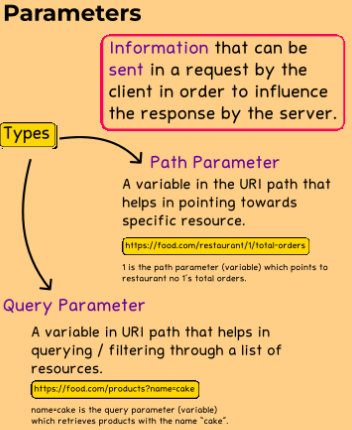 Parameters
Information that can be
sent in a request by the
client in order to influence
the response by the server.
Types
Path Parameter
A variable in the URI path that
helps in pointing towards
specific resource.
https://food.com/restaurant/1/total-orders
1 is the path parameter (variable) which points to
restaurant no 1's total orders.
Query Parameter
A variable in URI path that helps in
querying / filtering through a list of
resources.
https://food.com/products?name=cake
name=cake is the query parameter (variable)
which retrieves products with the name "cake".